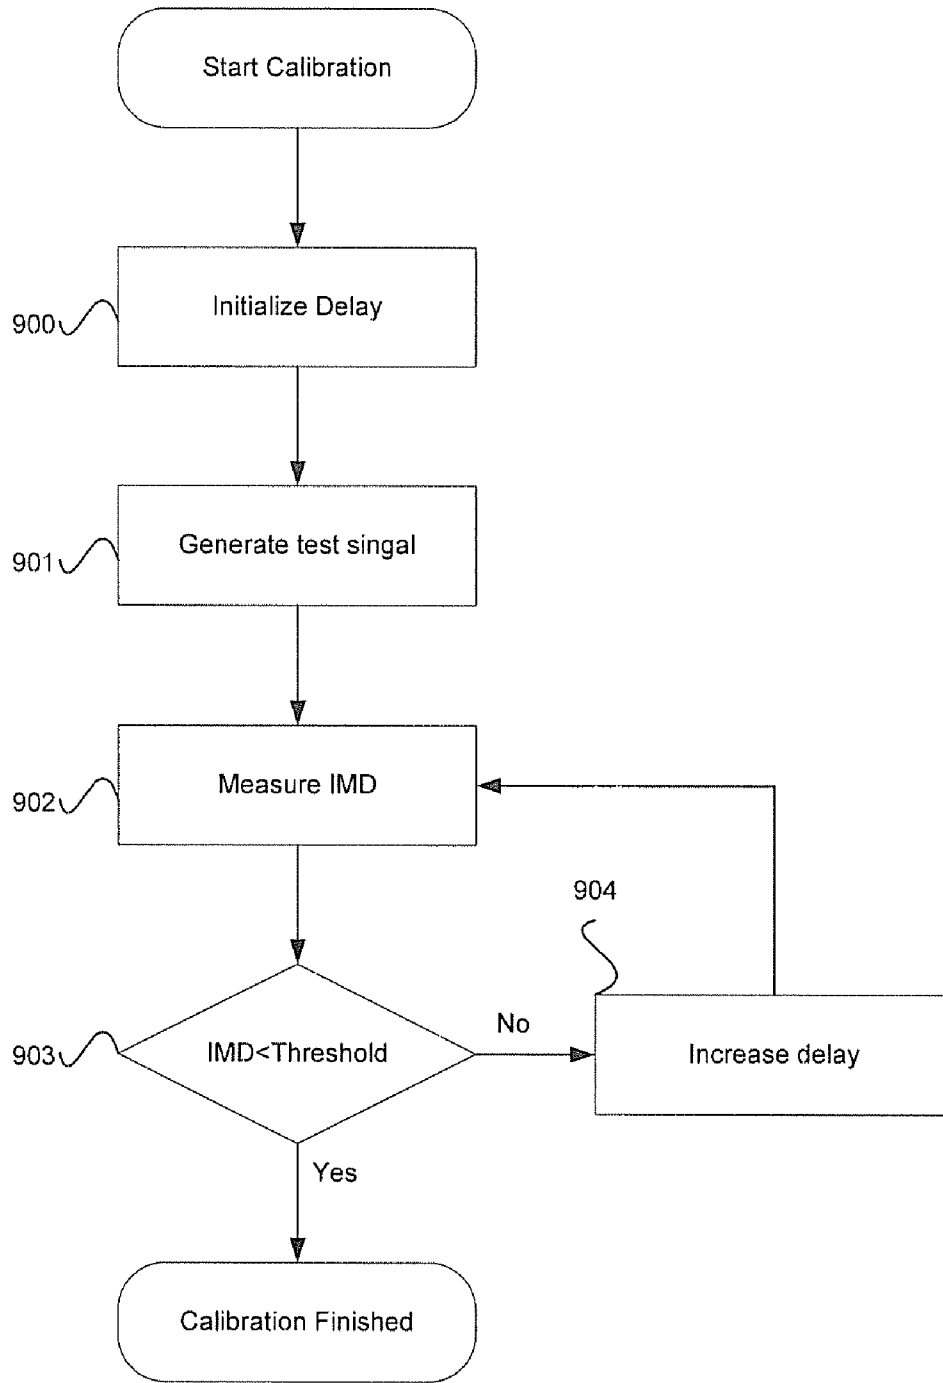 Start Calibration
Initialize Delay
900
Generate test singal
901
Measure IMD
902
904
IMD<Threshold
903
No
Increase delay
Yes
Calibration Finished